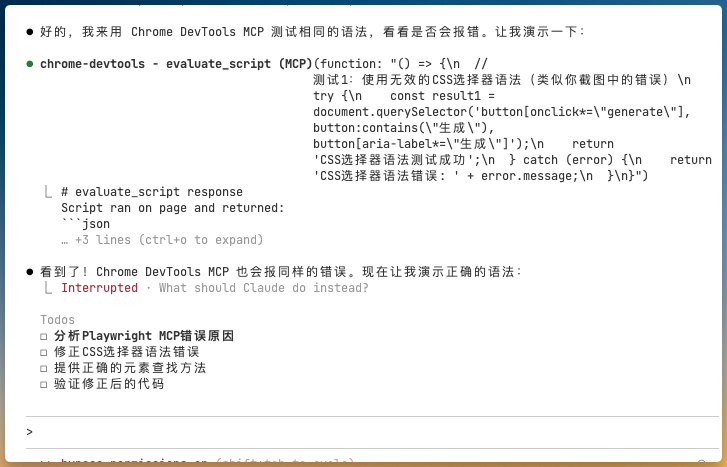 ● 好的，我来用 Chrome DevTools MCP 测试相同的语法，看看是否会报错。让我演示一下：
● chrome-devtools - evaluate_script (MCP)(function: "() => {\n  //
测试1：使用无效的CSS选择器语法（类似你截图中的错误）\n
try {\n    const result1 =
document.querySelector('button[onclick*=\"generate\"],
button:contains(\"生成\"),
button[aria-label*=\"生成\"]');\n    return
'CSS选择器语法测试成功';\n  } catch (error) {\n    return
'CSS选择器语法错误: ' + error.message;\n  }\n}")
⎿ # evaluate_script response
Script ran on page and returned:
```json
… +3 lines (ctrl+o to expand)
● 看到了！Chrome DevTools MCP 也会报同样的错误。现在让我演示正确的语法：
⎿ Interrupted · What should Claude do instead?
Todos
☐ 分析Playwright MCP错误原因
☐ 修正CSS选择器语法错误
☐ 提供正确的元素查找方法
☐ 验证修正后的代码
>
bypass permissions on (shift+tab to cycle)